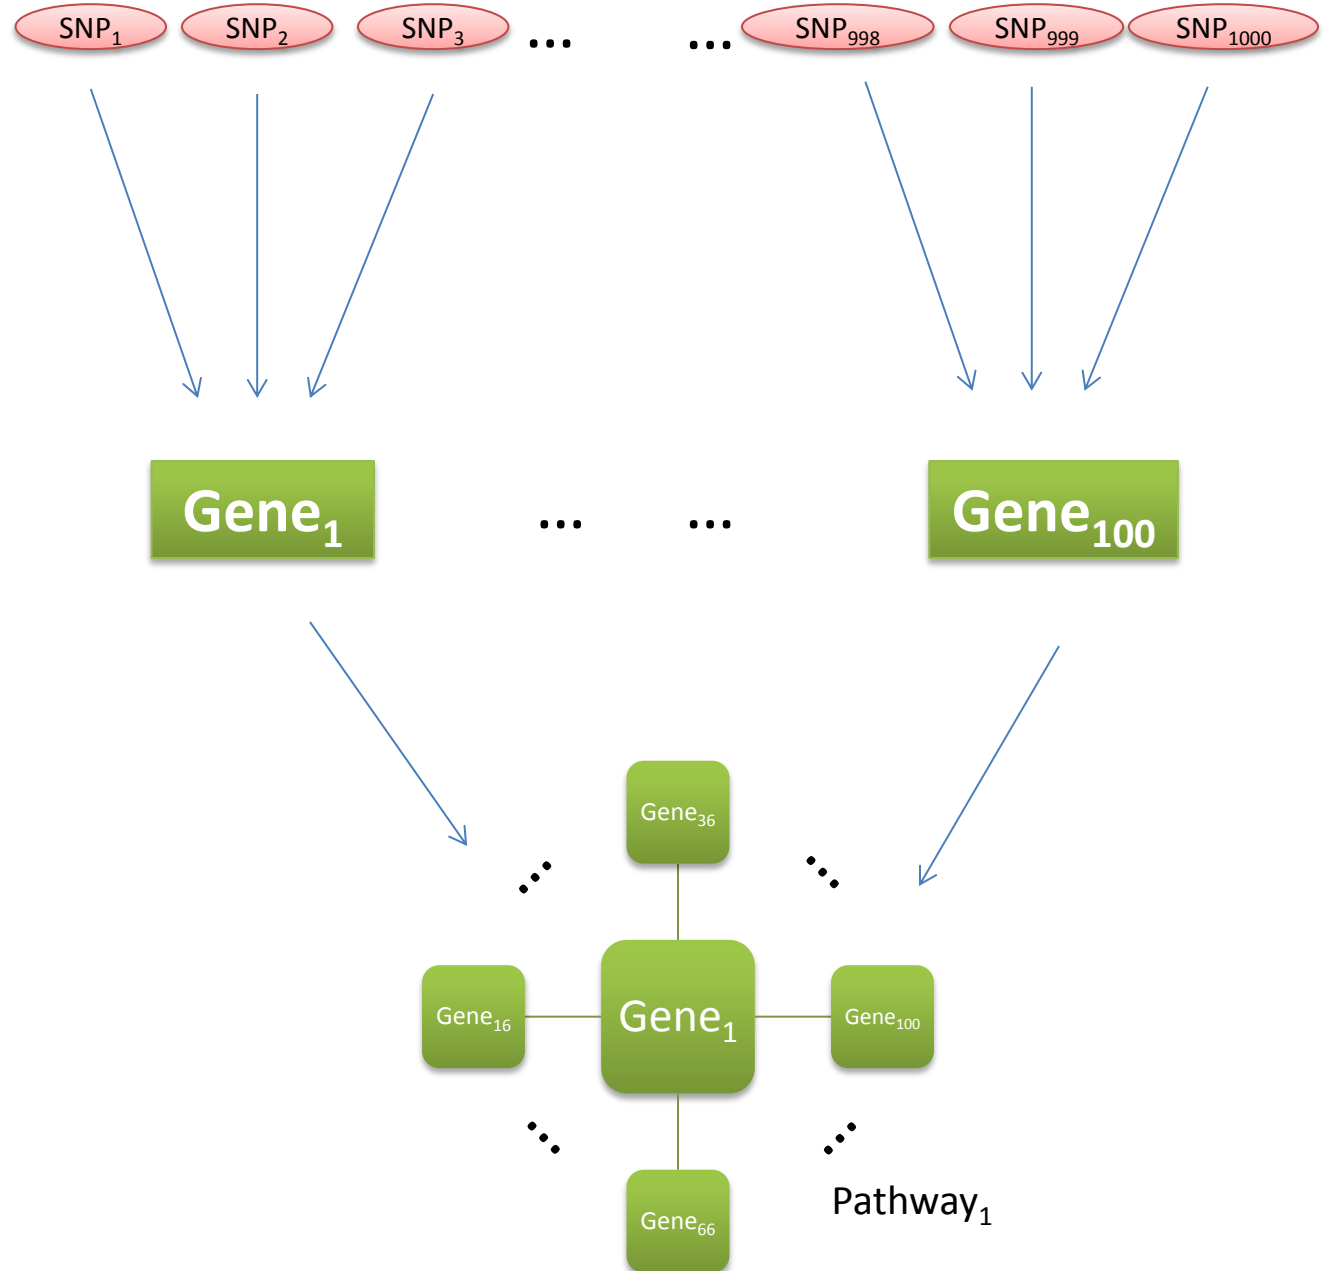 SNP₁ SNP₂ SNP₃ ... ... SNP₉₉₈ SNP₉₉₉ SNP₁₀₀₀
Gene₁ ... ... Gene₁₀₀
Gene₃₆
Gene₁₆ Gene₁ Gene₁₀₀
Pathway₁
Gene₆₆